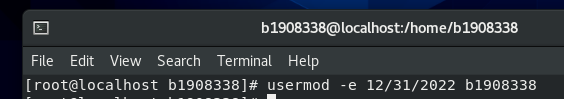 b1908338@localhost:/home/b1908338
File Edit View Search Terminal Help
[root@localhost b1908338]# usermod -e 12/31/2022 b1908338